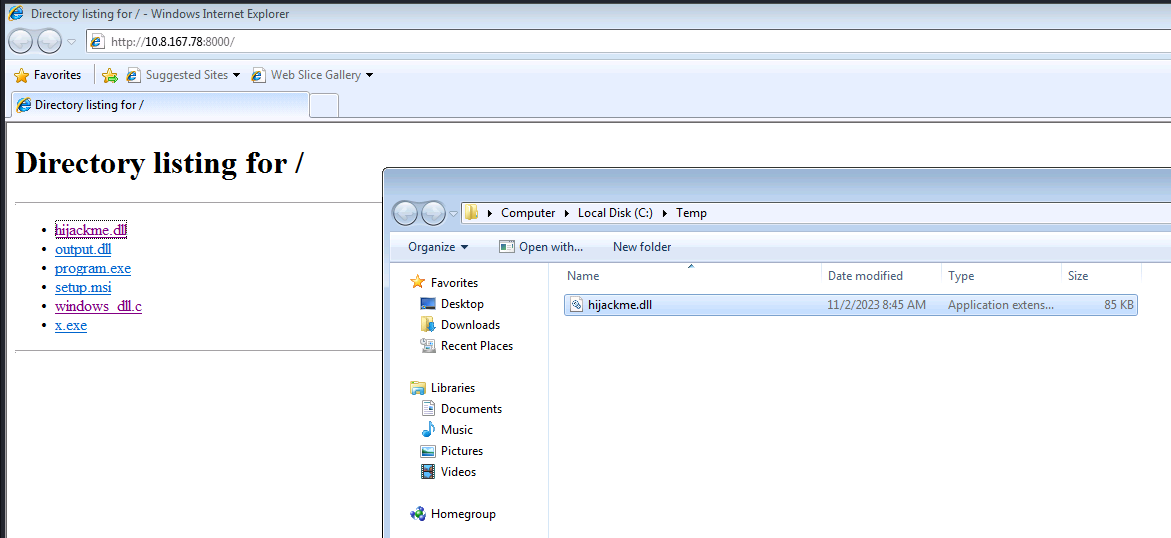 Directory listing for / - Windows Internet Explorer
http://10.8.167.78:8000/
Favorites Suggested Sites Web Slice Gallery
Directory listing for /
Directory listing for /
hijackme.dll
output.dll
program.exe
setup.msi
windows_dll.c
x.exe
Computer Local Disk (C:) Temp
Organize Open with... New folder
Favorites
Desktop
Downloads
Recent Places
Libraries
Documents
Music
Pictures
Videos
Homegroup
Name Date modified Type Size
hijackme.dll 11/2/2023 8:45 AM Application extens... 85 KB